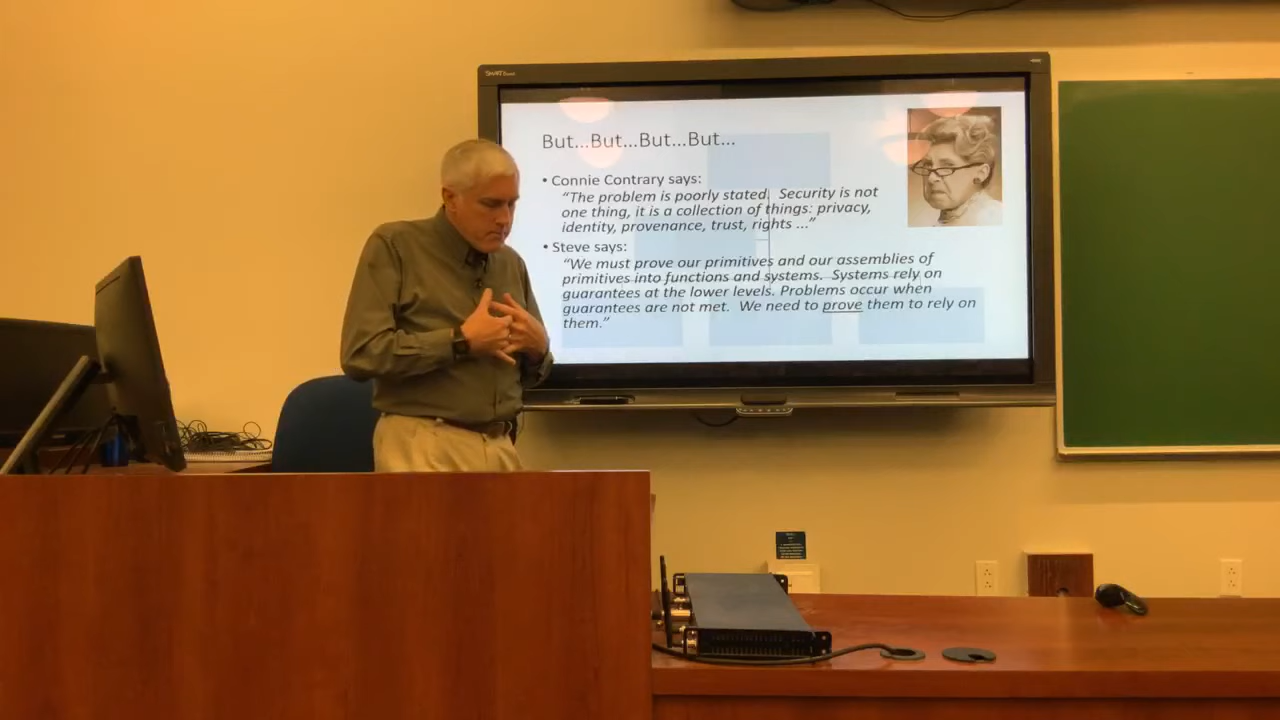 SMART Board
But...But...But...But...
• Connie Contrary says:
"The problem is poorly stated. Security is not
one thing, it is a collection of things: privacy,
identity, provenance, trust, rights ..."
• Steve says:
"We must prove our primitives and our assemblies of
primitives into functions and systems. Systems rely on
guarantees at the lower levels. Problems occur when
guarantees are not met. We need to prove them to rely on
them."